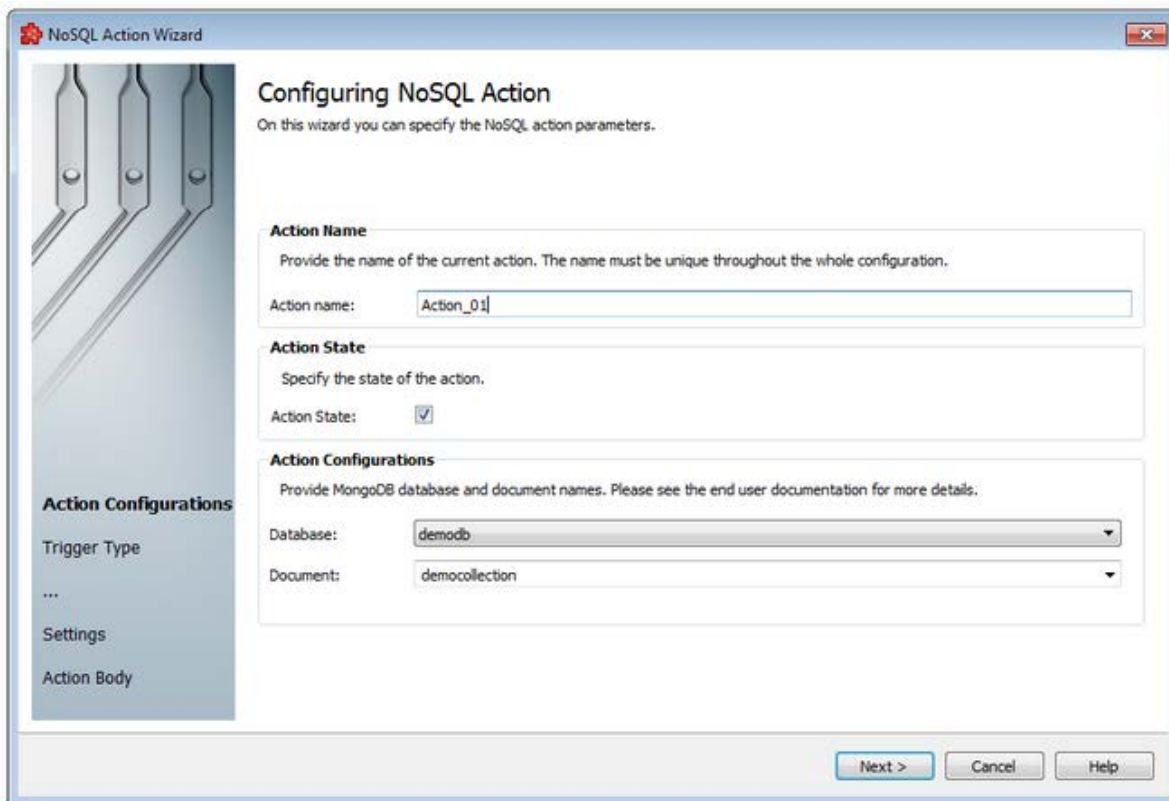 NoSQL Action Wizard
Configuring NoSQL Action
On this wizard you can specify the NoSQL action parameters.
Action Name
Provide the name of the current action. The name must be unique throughout the whole configuration.
Action name: Action_01
Action State
Specify the state of the action.
Action State:
Action Configurations
Provide MongoDB database and document names. Please see the end user documentation for more details.
Database: demodb
Document: democollection
Action Configurations
Trigger Type
...
Settings
Action Body
Next > Cancel Help